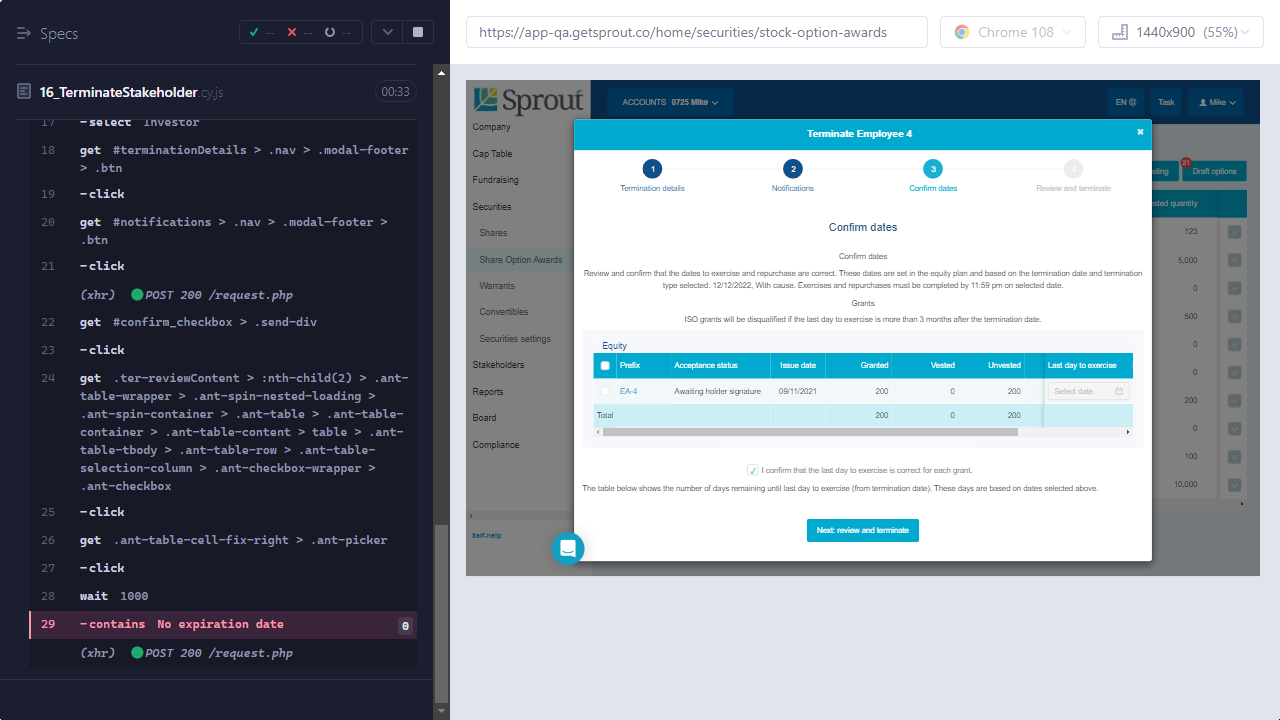 Specs
-- -- --
16_TerminateStakeholder.cy.js 00:33
17 -select Investor
18 get #terminationDetails > .nav > .modal-footer
> .btn
19 -click
20 get #notifications > .nav > .modal-footer >
.btn
21 -click
(xhr) POST 200 /request.php
22 get #confirm_checkbox > .send-div
23 -click
24 get .ter-reviewContent > :nth-child(2) > .ant-
table-wrapper > .ant-spin-nested-loading >
.ant-spin-container > .ant-table > .ant-table-
container > .ant-table-content > table > .ant-
table-tbody > .ant-table-row > .ant-table-
selection-column > .ant-checkbox-wrapper >
.ant-checkbox
25 -click
26 get .ant-table-cell-fix-right > .ant-picker
27 -click
28 wait 1000
29 -contains No expiration date 0
(xhr) POST 200 /request.php
https://app-qa.getsprout.co/home/securities/stock-option-awards
Chrome 108
1440x900 (55%)
Sprout
ACCOUNTS 0725 Mike
EN
Task
Mike
Company
Cap Table
Fundraising
Securities
Shares
Share Option Awards
Warrants
Convertibles
Securities settings
Stakeholders
Reports
Board
Compliance
Self-help
Terminate Employee 4
1 2 3 4
Termination details Notifications Confirm dates Review and terminate
Confirm dates
Confirm dates
Review and confirm that the dates to exercise and repurchase are correct. These dates are set in the equity plan and based on the termination date and termination
type selected: 12/12/2022, With cause. Exercises and repurchases must be completed by 11:59 pm on selected date.
Grants
ISO grants will be disqualified if the last day to exercise is more than 3 months after the termination date.
Equity
Prefix Acceptance status Issue date Granted Vested Unvested Last day to exercise
EA-4 Awaiting holder signature 09/11/2021 200 0 200 Select date
Total 200 0 200
I confirm that the last day to exercise is correct for each grant.
The table below shows the number of days remaining until last day to exercise (from termination date). These days are based on dates selected above.
Next: review and terminate
21
Draft options
quantity
123
5,000
0
500
0
0
200
0
100
10,000